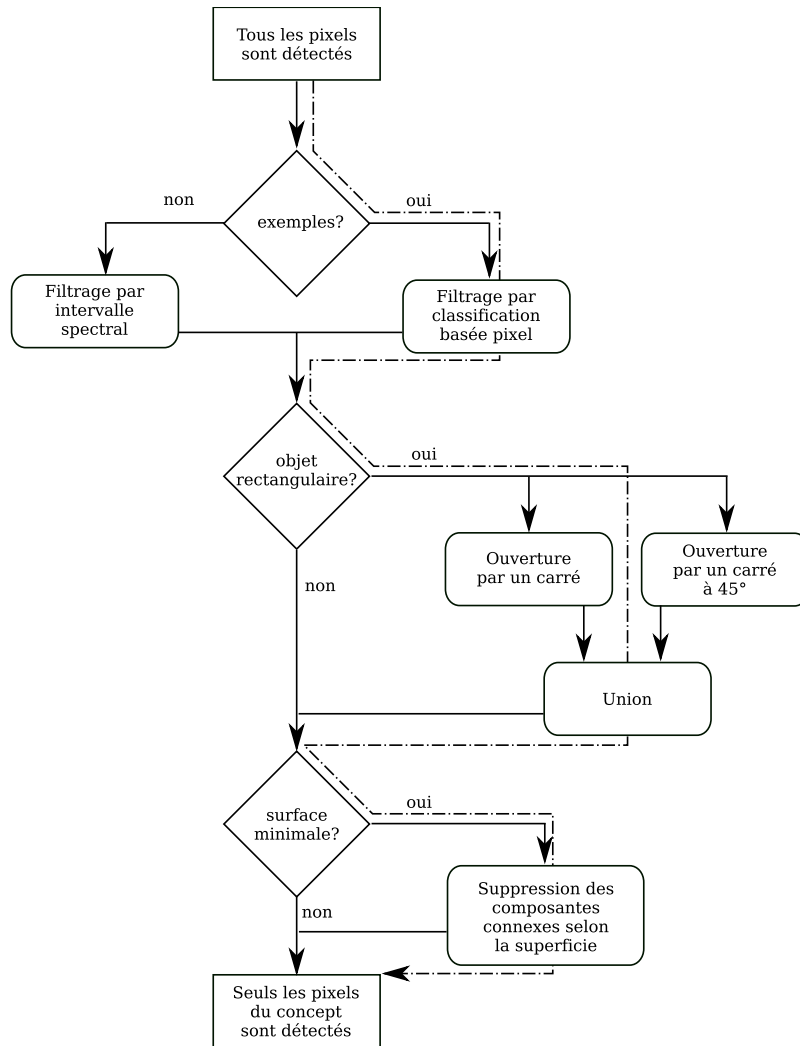 Tous les pixels
sont détectés
exemples?
non
oui
Filtrage par
intervalle
spectral
Filtrage par
classification
basée pixel
objet
rectangulaire?
oui
non
Ouverture
par un carré
Ouverture
par un carré
à 45°
Union
surface
minimale?
oui
non
Suppression des
composantes
connexes selon
la superficie
Seuls les pixels
du concept
sont détectés